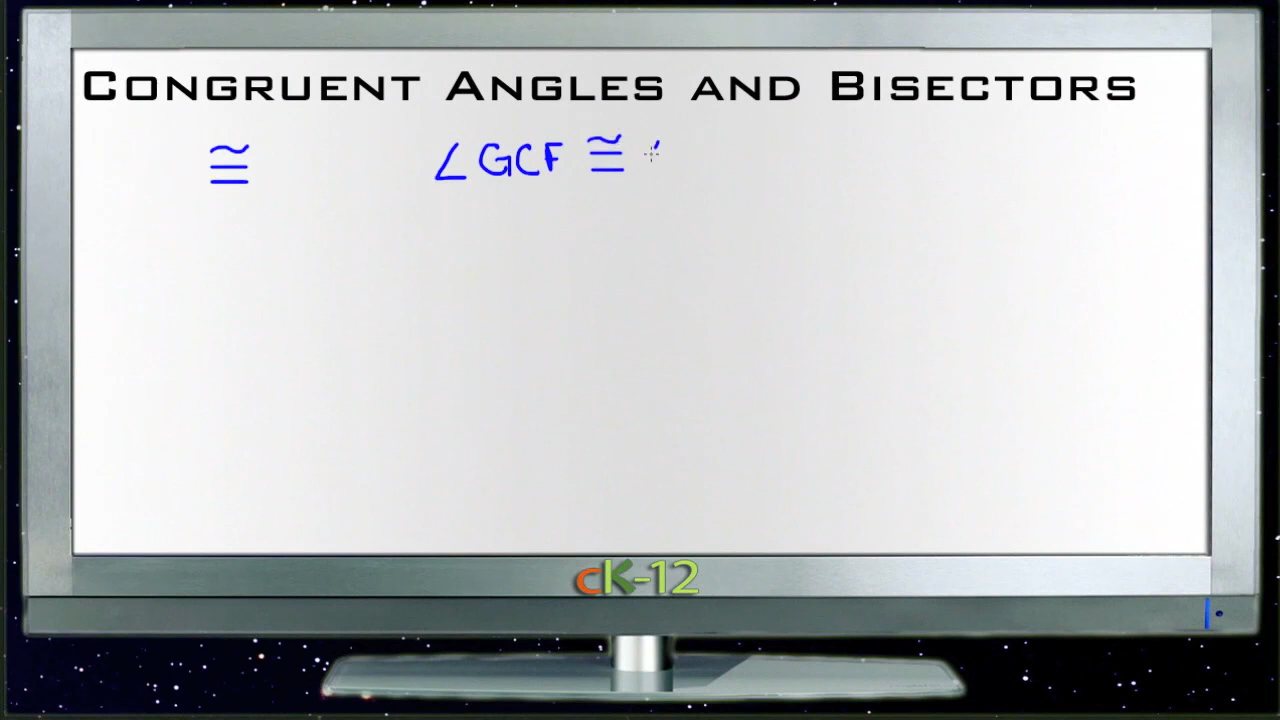 CONGRUENT ANGLES AND BISECTORS
≅ ∠GCF ≅
cK-12